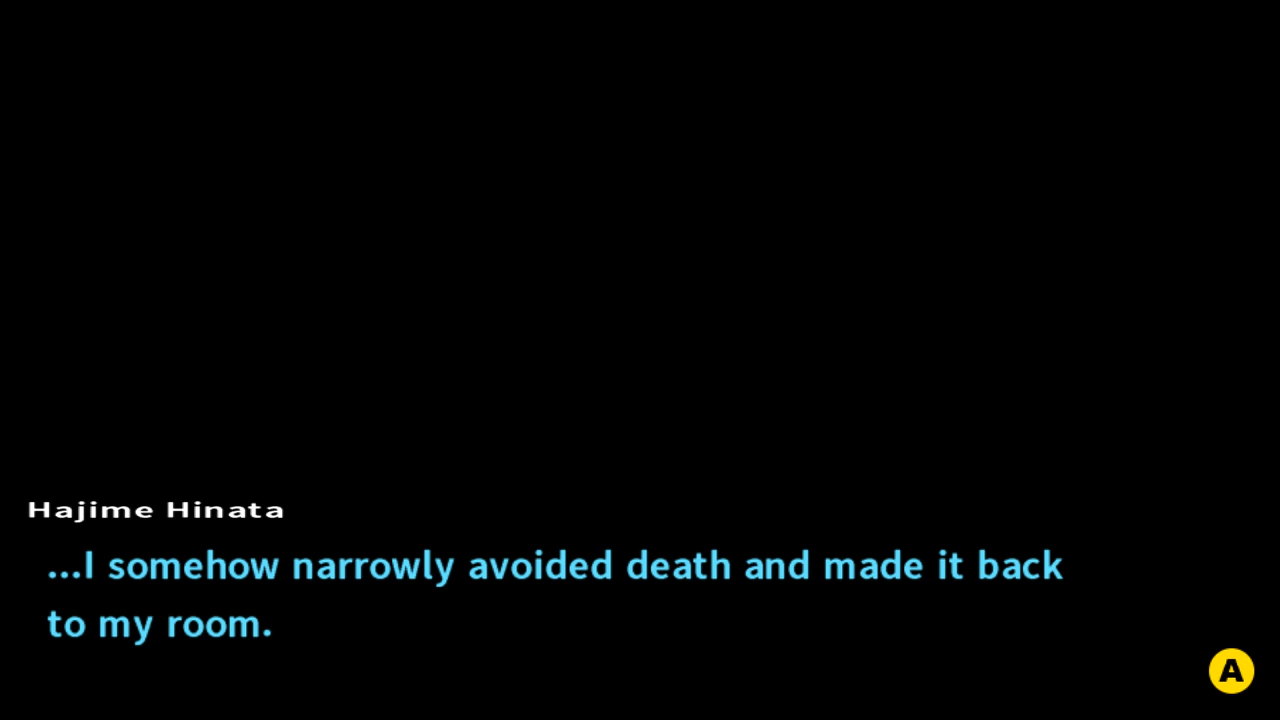 Hajime Hinata
...I somehow narrowly avoided death and made it back
to my room.
A